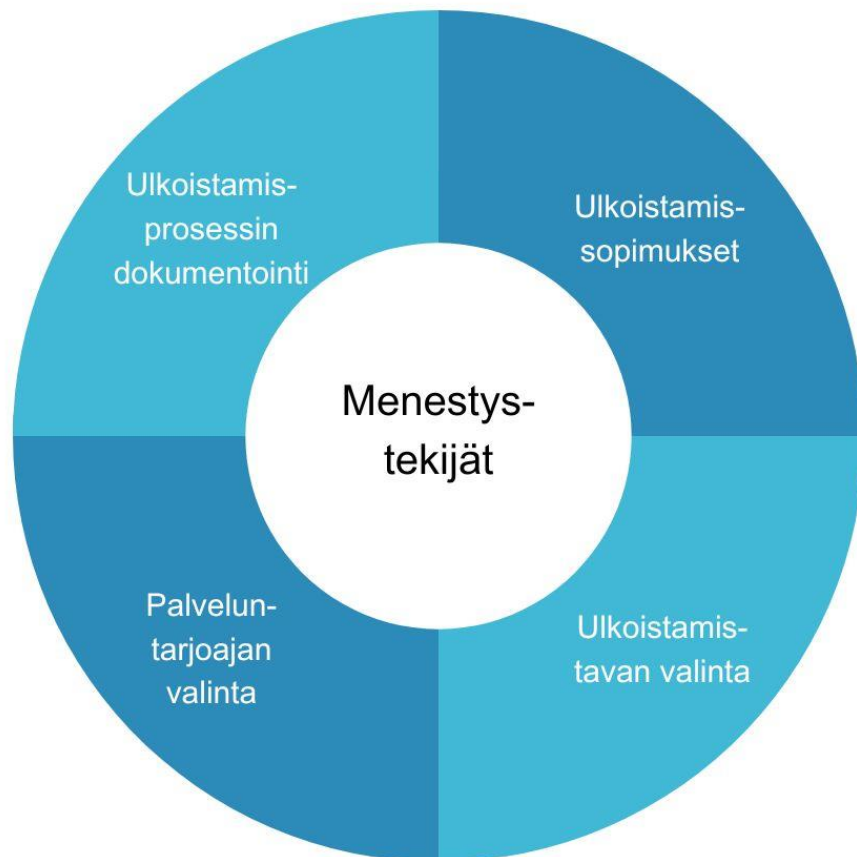 Ulkoistamis-
prosessin
dokumentointi
Ulkoistamis-
sopimukset
Menestys-
tekijät
Palvelun-
tarjoajan
valinta
Ulkoistamis-
tavan valinta